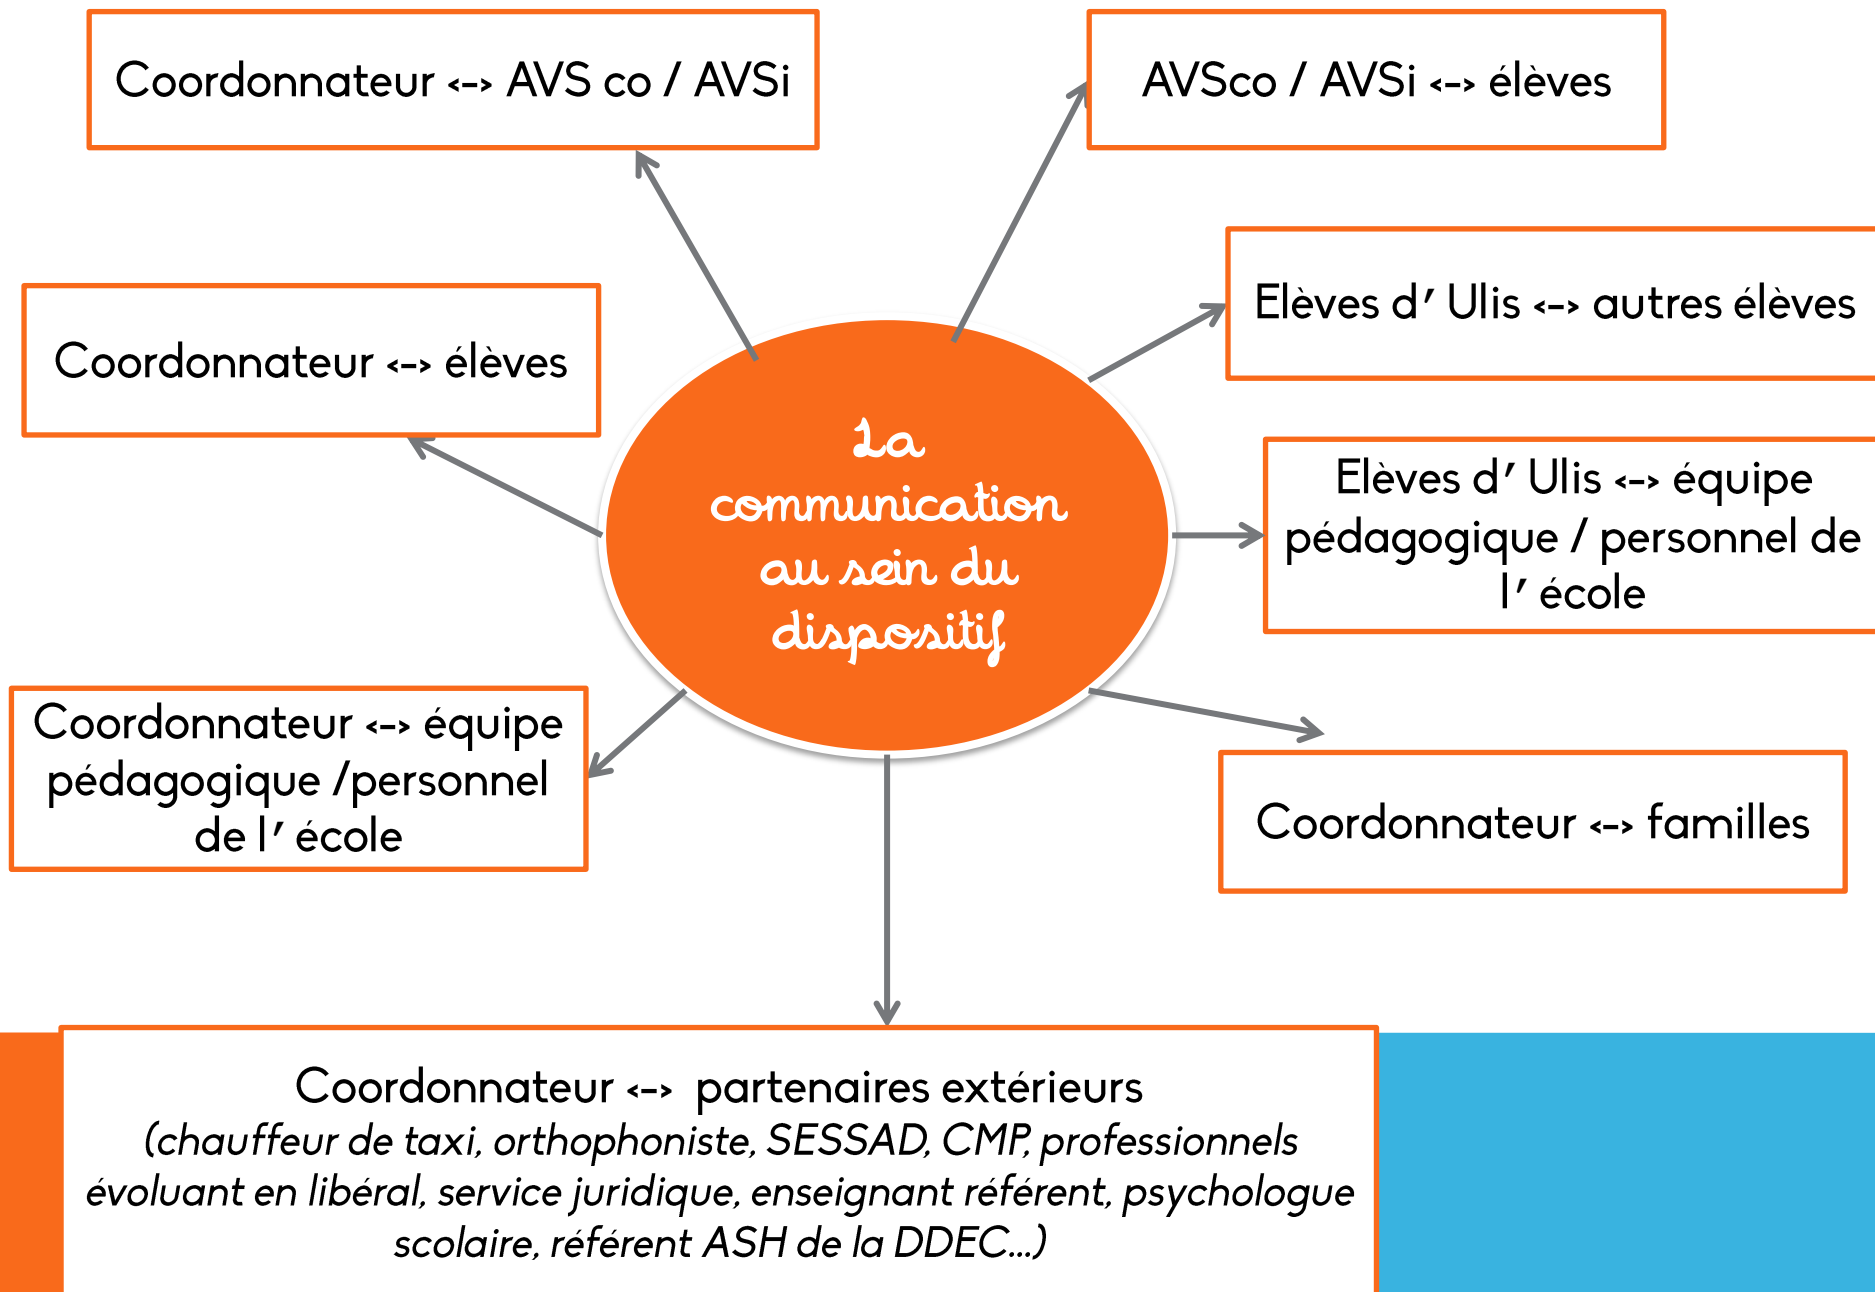 Coordonnateur <-> AVS co / AVSi
AVSco / AVSi <-> élèves
Elèves d' Ulis <-> autres élèves
Coordonnateur <-> élèves
La
communication
au sein du
dispositif
Elèves d' Ulis <-> équipe
pédagogique / personnel de
l' école
Coordonnateur <-> équipe
pédagogique /personnel
de l' école
Coordonnateur <-> familles
Coordonnateur <-> partenaires extérieurs
(chauffeur de taxi, orthophoniste, SESSAD, CMP, professionnels
évoluant en libéral, service juridique, enseignant référent, psychologue
scolaire, référent ASH de la DDEC...)